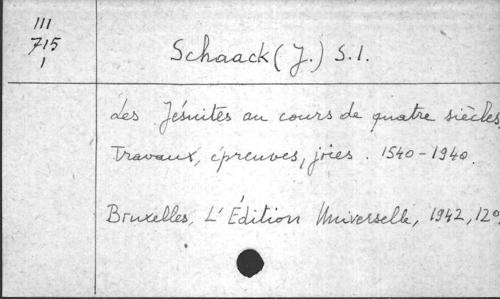 III
715
1
Schaack (J.) S.I.
Les Jésuites au cours de quatre siècles
Travaux, épreuves, joies. 1540-1940.
Bruxelles, L'Édition Universelle, 1942, 12°,